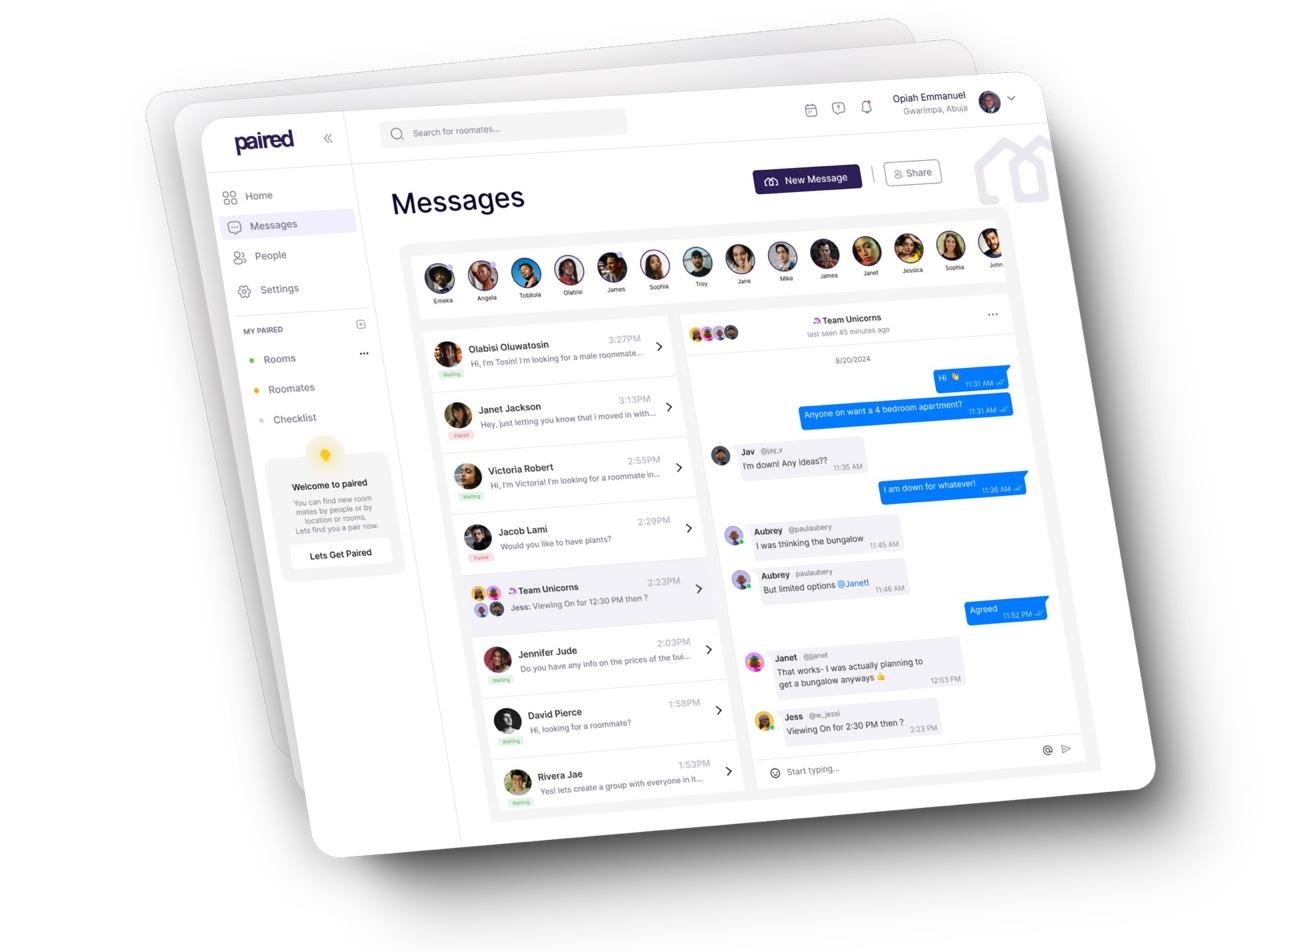 paired
Search for roomates...
Opiah Emmanuel
Gwarimpa, Abuja
Home
Messages
People
Settings
MY PAIRED
Rooms
Roomates
Checklist
Welcome to paired
You can find new room
mates by people or by
location or rooms.
Lets find you a pair now.
Lets Get Paired
Messages
New Message
Share
Emeka
Angela
Tobilola
Olabisi
James
Sophia
Trey
Jane
Mike
James
Janet
Jessica
Sophia
John
Olabisi Oluwatosin 3:27PM
Hi, I'm Tosin! I'm looking for a male roommate...
Waiting
Janet Jackson 3:13PM
Hey, just letting you know that i moved in with...
Paired
Victoria Robert 2:55PM
Hi, I'm Victoria! I'm looking for a roommate in...
Waiting
Jacob Lami 2:29PM
Would you like to have plants?
Paired
Team Unicorns 2:23PM
Jess: Viewing On for 12:30 PM then ?
Jennifer Jude 2:03PM
Do you have any info on the prices of the bui...
Waiting
David Pierce 1:58PM
Hi, looking for a roommate?
Waiting
Rivera Jae 1:53PM
Yes! lets create a group with everyone in it...
Waiting
Team Unicorns
last seen 45 minutes ago
8/20/2024
Hi 👋
11:31 AM
Anyone on want a 4 bedroom apartment?
11:31 AM
Jav @jay_v
I'm down! Any ideas??
11:35 AM
I am down for whatever!
11:36 AM
Aubrey @paulaubery
I was thinking the bungalow
11:45 AM
Aubrey paulaubery
But limited options @Janet!
11:46 AM
Agreed
11:52 PM
Janet @jjanet
That works- I was actually planning to
get a bungalow anyways 👍
12:03 PM
Jess @w_jessi
Viewing On for 2:30 PM then ?
2:23 PM
Start typing...